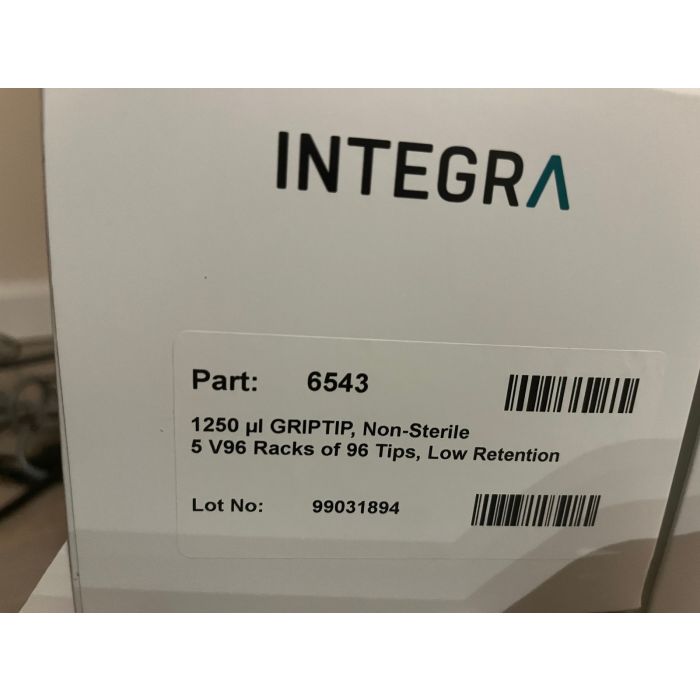 INTEGRA
Part: 6543
1250 µl GRIPTIP, Non-Sterile
5 V96 Racks of 96 Tips, Low Retention
Lot No: 99031894